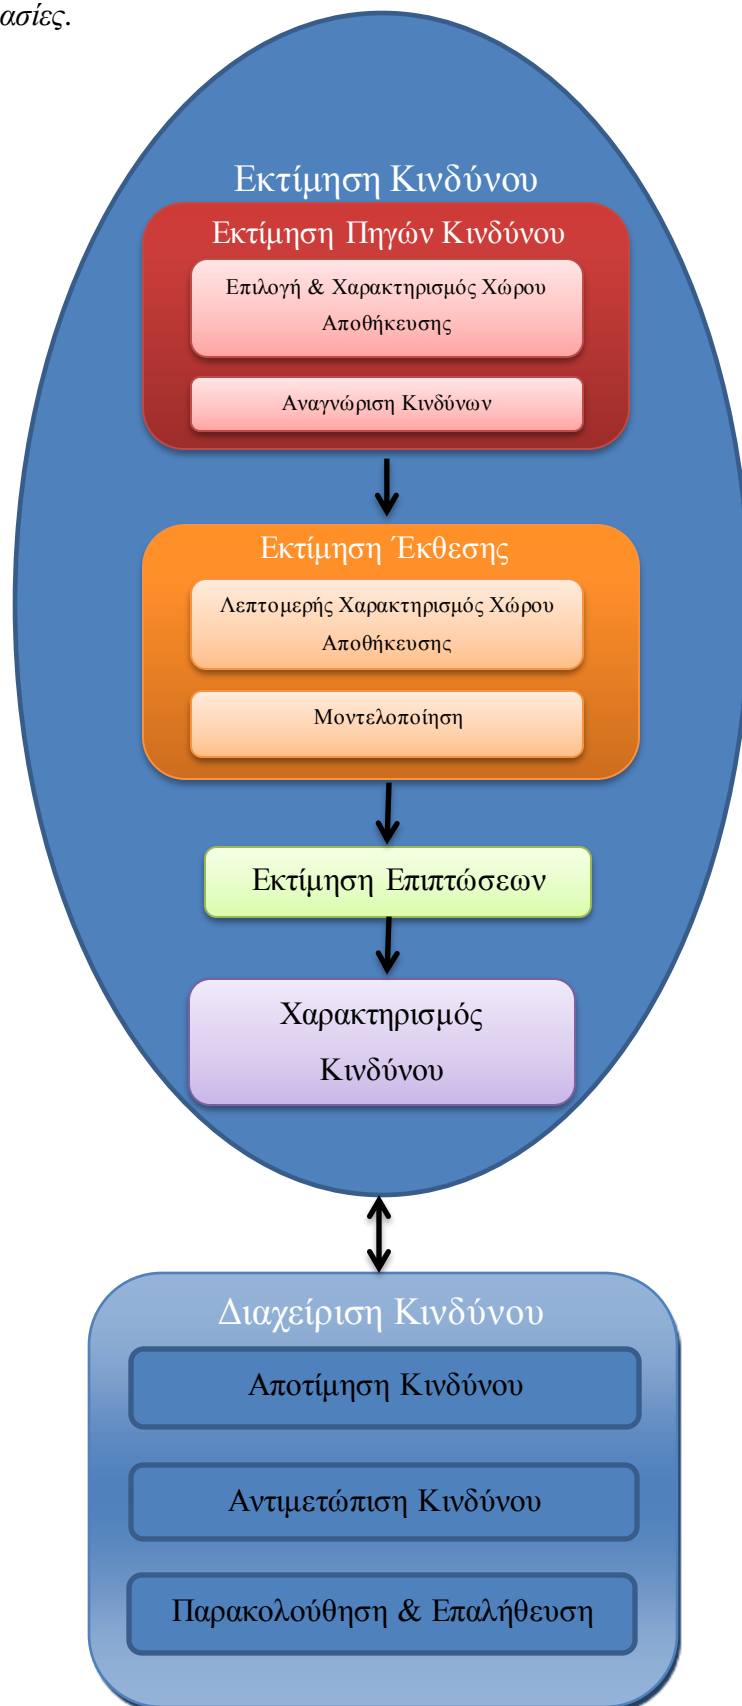 ασίες.
Εκτίμηση Κινδύνου
Εκτίμηση Πηγών Κινδύνου
Επιλογή & Χαρακτηρισμός Χώρου
Αποθήκευσης
Αναγνώριση Κινδύνων
Εκτίμηση Έκθεσης
Λεπτομερής Χαρακτηρισμός Χώρου
Αποθήκευσης
Μοντελοποίηση
Εκτίμηση Επιπτώσεων
Χαρακτηρισμός
Κινδύνου
Διαχείριση Κινδύνου
Αποτίμηση Κινδύνου
Αντιμετώπιση Κινδύνου
Παρακολούθηση & Επαλήθευση